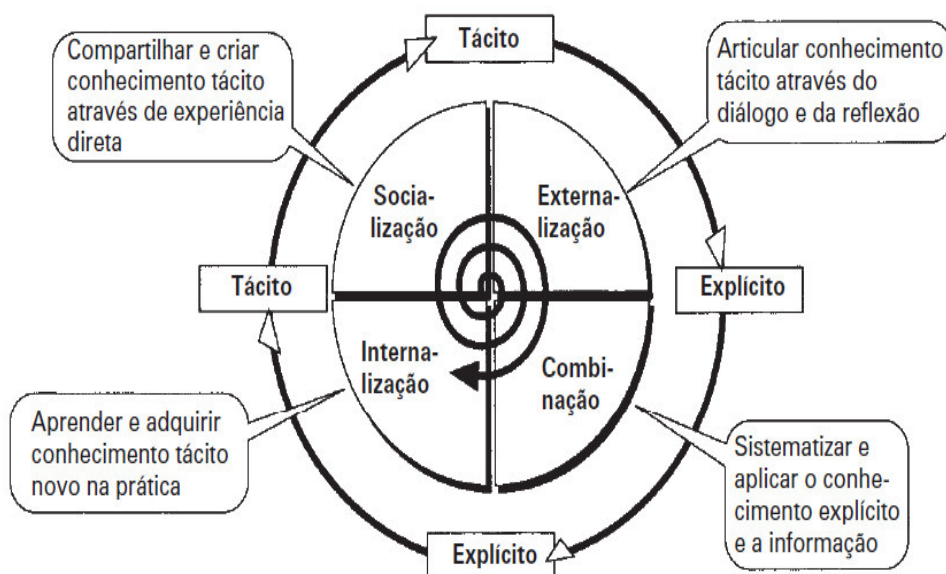 Tácito
Compartilhar e criar
conhecimento tácito
através de experiência
direta
Articular conhecimento
tácito através do
diálogo e da reflexão
Socia-
lização
Externa-
lização
Tácito
Explícito
Interna-
lização
Combi-
nação
Aprender e adquirir
conhecimento tácito
novo na prática
Sistematizar e
aplicar o conhe-
cimento explícito
e a informação
Explícito